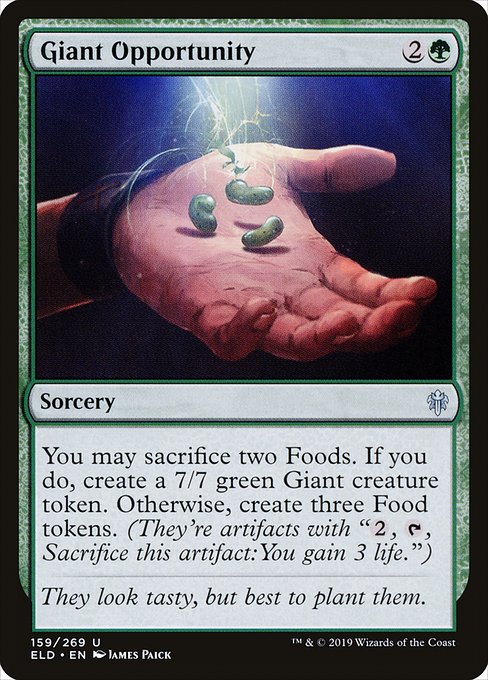 Giant Opportunity 2
Sorcery
You may sacrifice two Foods. If you
do, create a 7/7 green Giant creature
token. Otherwise, create three Food
tokens. (They're artifacts with “2, ,
Sacrifice this artifact:You gain 3 life.”)
They look tasty, but best to plant them.
159/269 U ™ & © 2019 Wizards of the Coast
ELD • EN JAMES PAICK